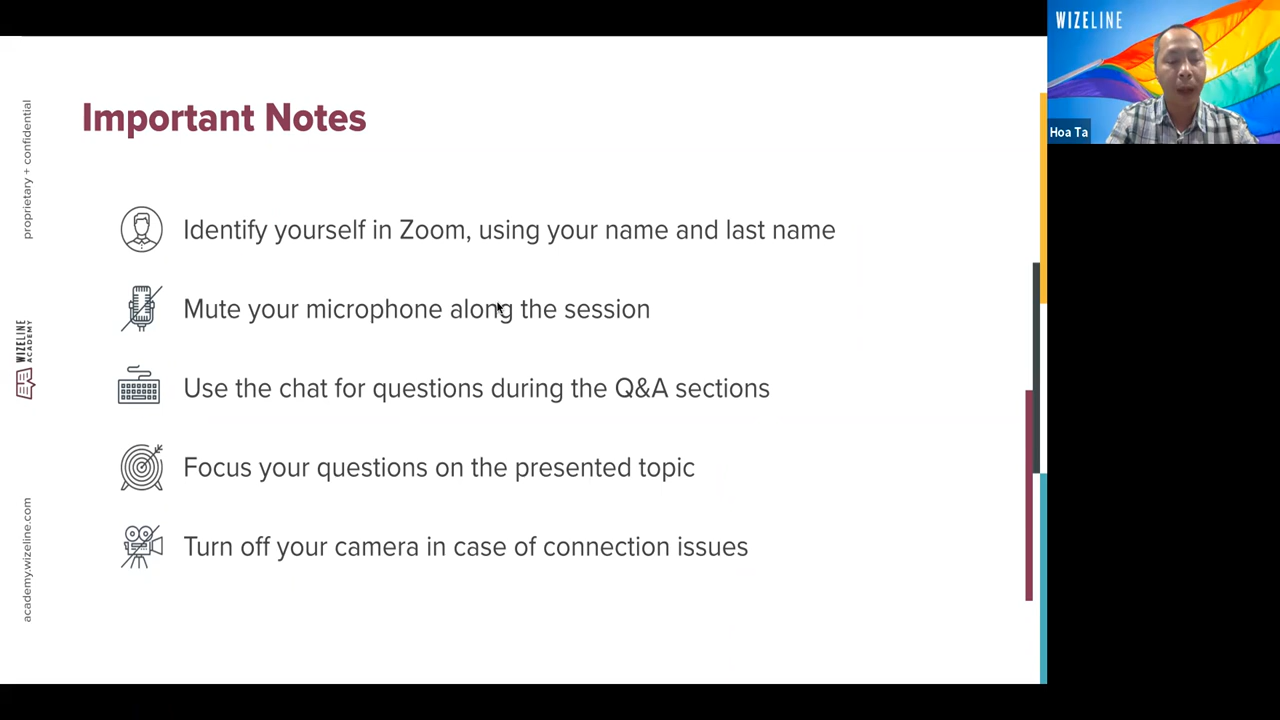 Important Notes
Identify yourself in Zoom, using your name and last name
Mute your microphone along the session
Use the chat for questions during the Q&A sections
Focus your questions on the presented topic
Turn off your camera in case of connection issues
proprietary + confidential
WIZELINE
ACADEMY
academy.wizeline.com
WIZELINE
Hoa Ta